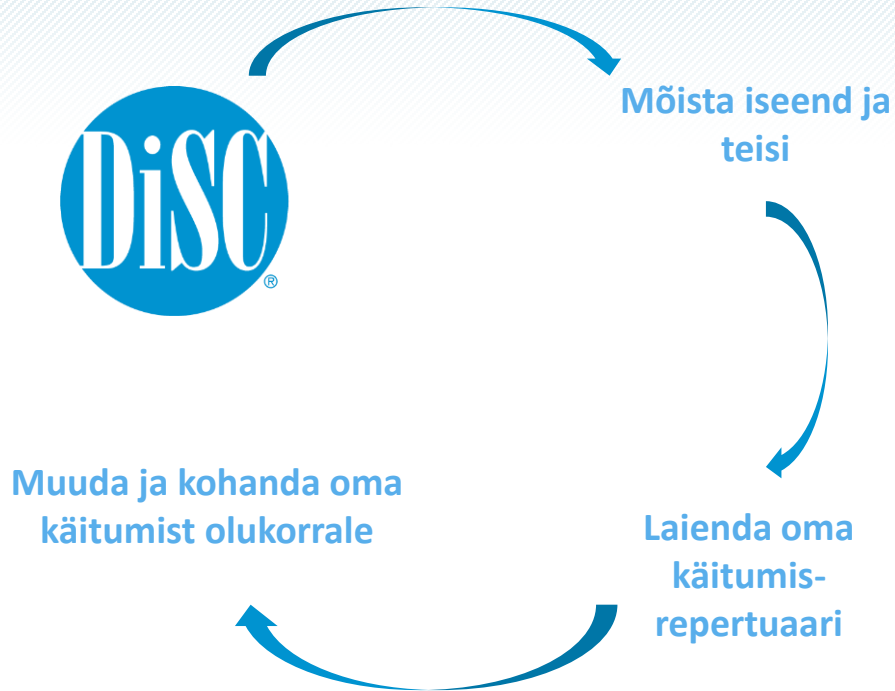 DiSC
®
Mõista iseend ja
teisi
Laienda oma
käitumis-
repertuaari
Muuda ja kohanda oma
käitumist olukorrale